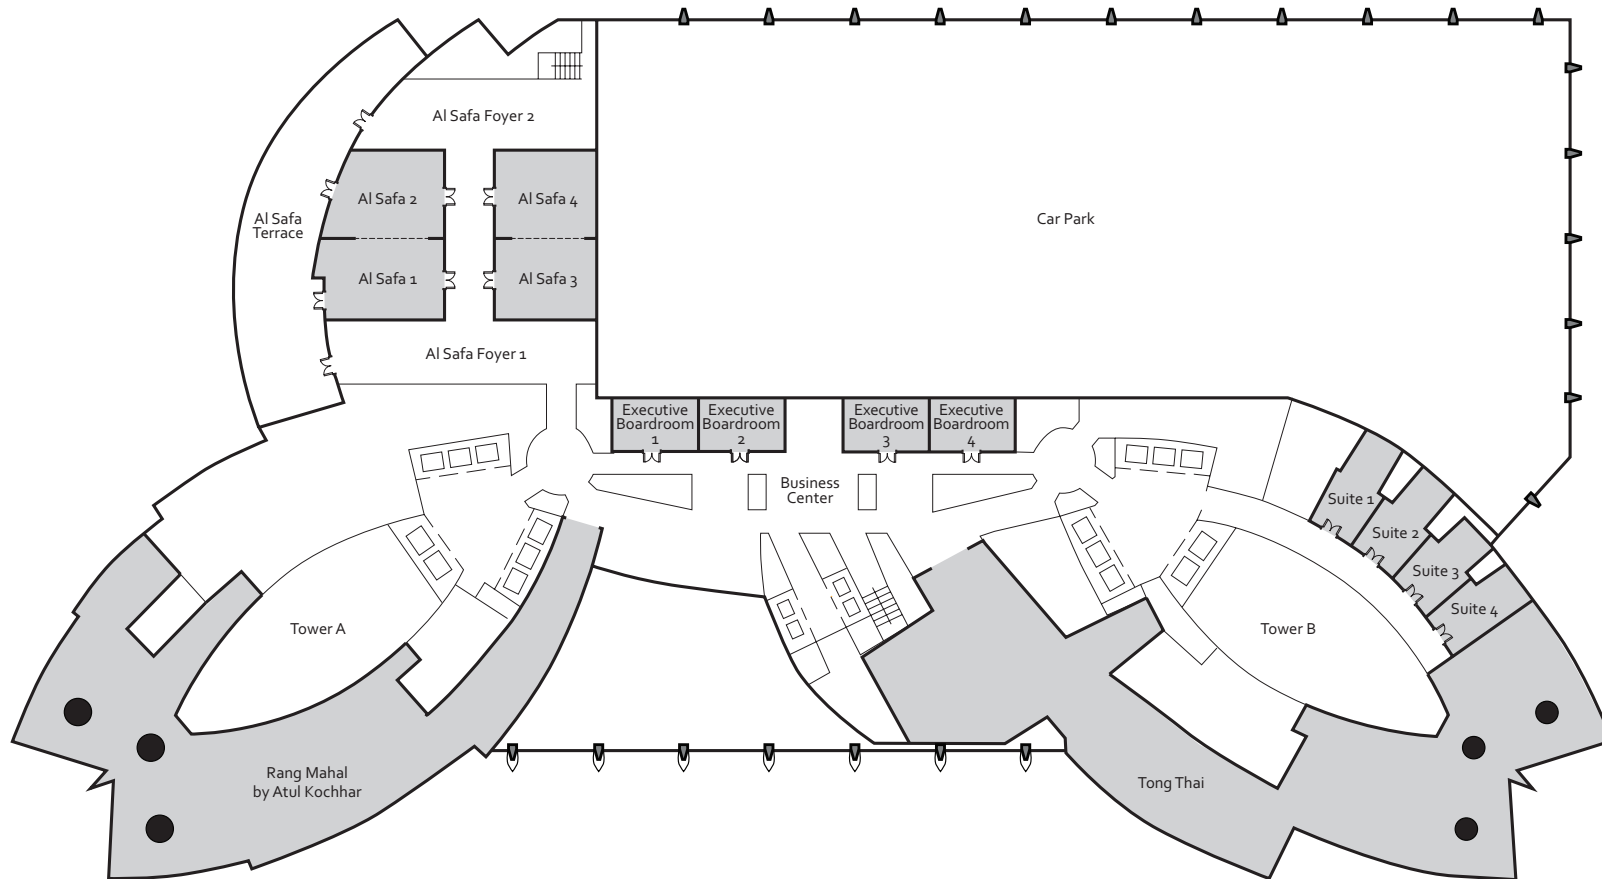 Al Safa Foyer 2
Al Safa 2
Al Safa 4
Al Safa
Terrace
Car Park
Al Safa 1
Al Safa 3
Al Safa Foyer 1
Executive
Boardroom
1
Executive
Boardroom
2
Executive
Boardroom
3
Executive
Boardroom
4
Business
Center
Suite 1
Suite 2
Suite 3
Suite 4
Tower A
Tower B
Rang Mahal
by Atul Kochhar
Tong Thai